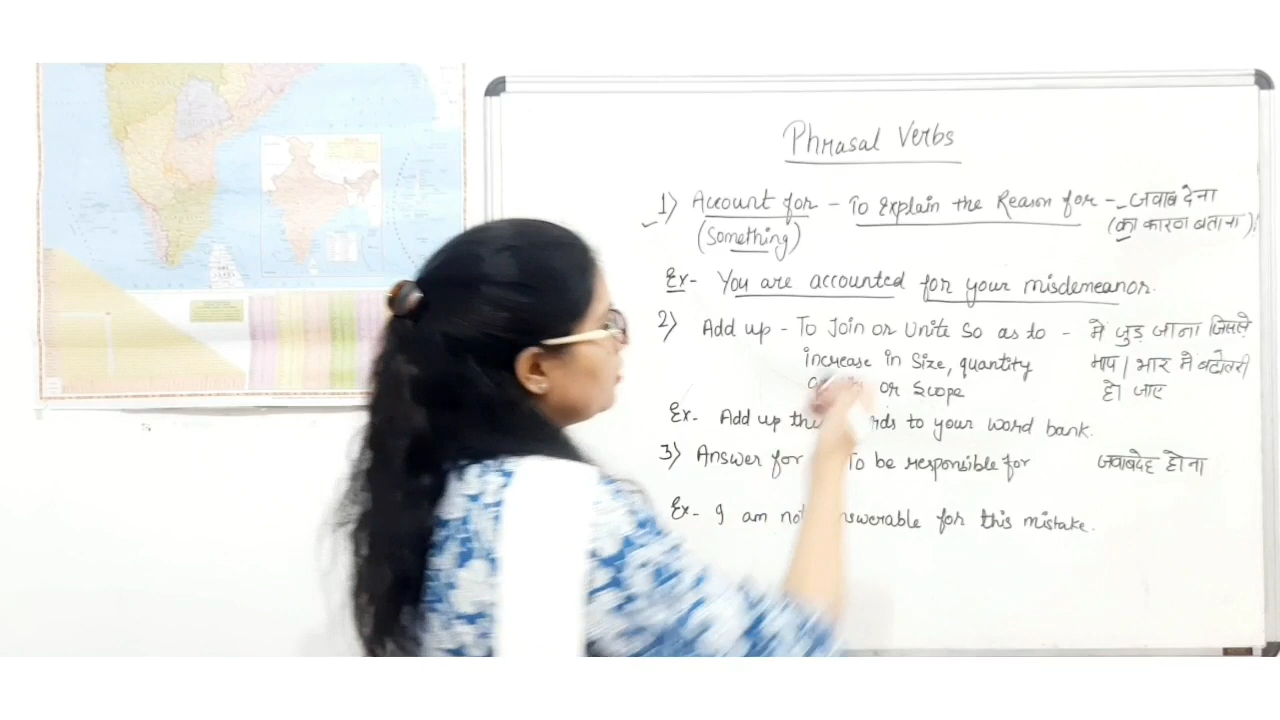 Phrasal Verbs
1) Account for - To Explain the Reason for - जवाब देना
(Something) (का कारण बताना)
Ex- You are accounted for your misdemeanor.
2) Add up - To Join or Unite So as to - में जुड़ जाना जिससे
increase in Size, quantity माप / भार में बढोतरी
or Scope हो जाए
Ex. Add up to your word bank.
3) Answer for To be responsible for जवाबदेह होना
Ex- I am not for this mistake.